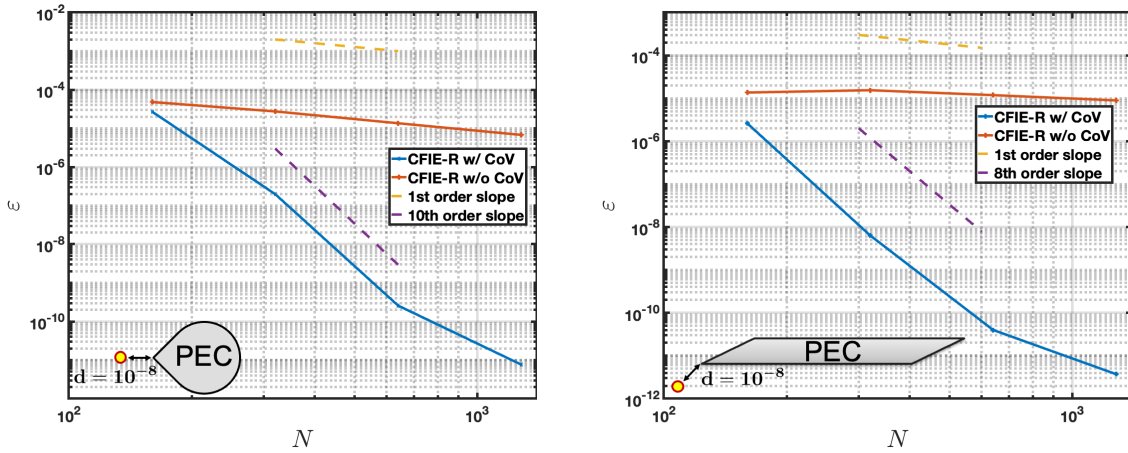 10^-2
10^-4
10^-6
10^-8
10^-10
ε
CFIE-R w/ CoV
CFIE-R w/o CoV
1st order slope
10th order slope
PEC
d = 10^-8
10^2
10^3
N
10^-4
10^-6
10^-8
10^-10
10^-12
ε
CFIE-R w/ CoV
CFIE-R w/o CoV
1st order slope
8th order slope
PEC
d = 10^-8
10^2
10^3
N